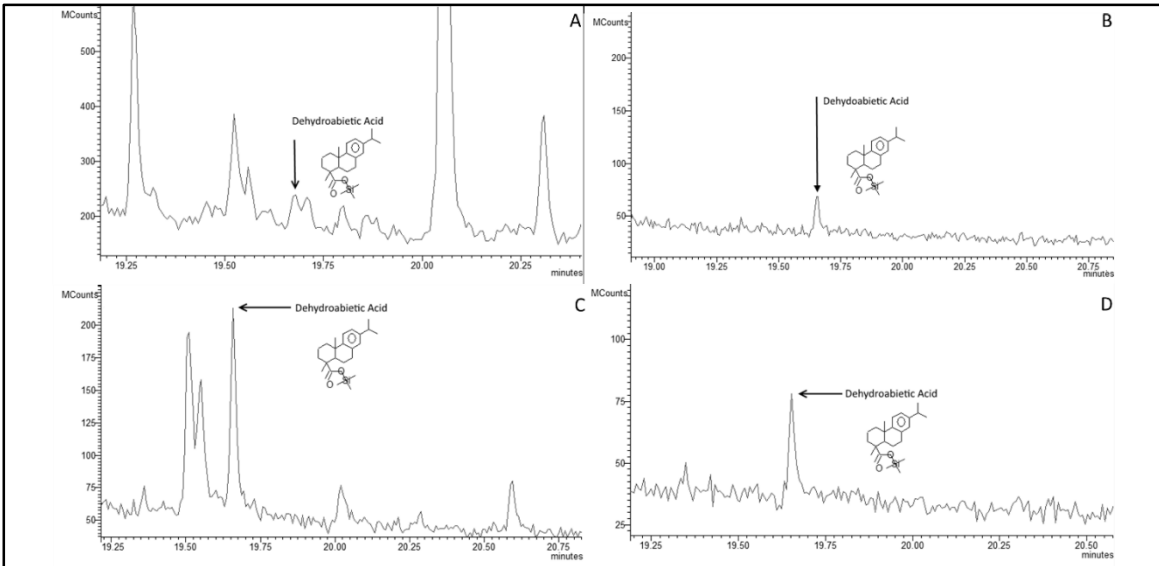 MCounts
A
500
400
300
200
Dehydroabietic Acid
O
O
Si
19.25
19.50
19.75
20.00
20.25
minutes
MCounts
B
200
150
100
50
Dehydoabietic Acid
O
O
Si
19.00
19.25
19.50
19.75
20.00
20.25
20.50
20.75
minutes
MCounts
C
200
175
150
125
100
75
50
Dehydroabietic Acid
O
O
Si
19.25
19.50
19.75
20.00
20.25
20.50
20.75
minutes
MCounts
D
100
75
50
25
Dehydroabietic Acid
O
O
Si
19.25
19.50
19.75
20.00
20.25
20.50
minutes